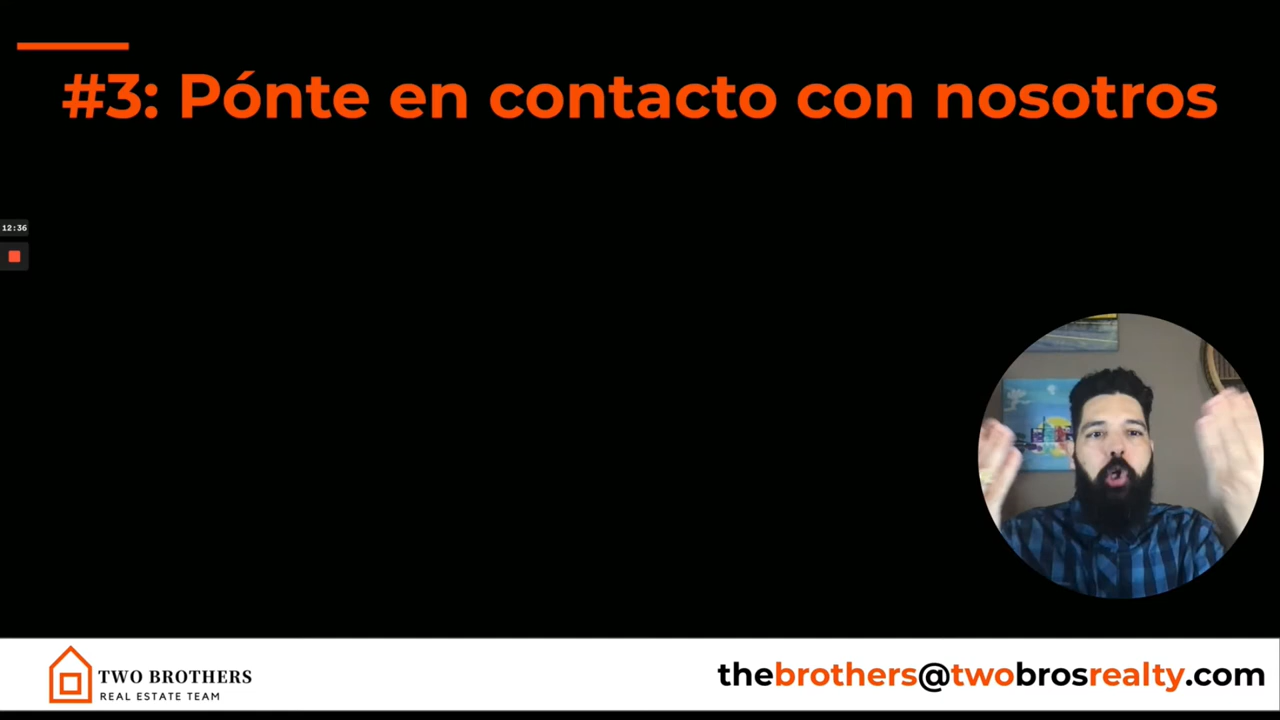 #3: Pónte en contacto con nosotros
12:36
TWO BROTHERS
REAL ESTATE TEAM
thebrothers@twobrosrealty.com